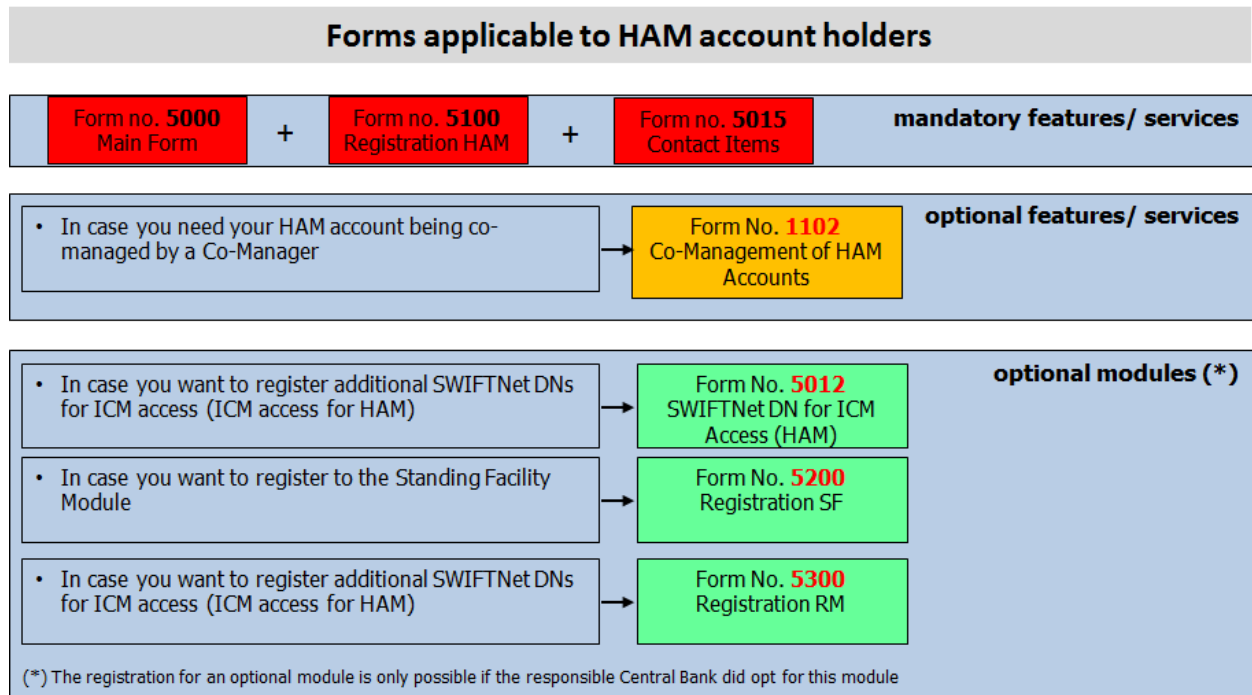 Forms applicable to HAM account holders
Form no. 5000
Main Form
+
Form no. 5100
Registration HAM
+
Form no. 5015
Contact Items
mandatory features/ services
• In case you need your HAM account being co-
managed by a Co-Manager
Form No. 1102
Co-Management of HAM
Accounts
optional features/ services
• In case you want to register additional SWIFTNet DNs
for ICM access (ICM access for HAM)
Form No. 5012
SWIFTNet DN for ICM
Access (HAM)
optional modules (*)
• In case you want to register to the Standing Facility
Module
Form No. 5200
Registration SF
• In case you want to register additional SWIFTNet DNs
for ICM access (ICM access for HAM)
Form No. 5300
Registration RM
(*) The registration for an optional module is only possible if the responsible Central Bank did opt for this module